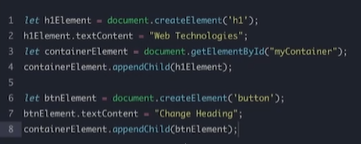 1 let h1Element = document.createElement('h1');
2 h1Element.textContent = "Web Technologies";
3 let containerElement = document.getElementById("myContainer");
4 containerElement.appendChild(h1Element);
5
6 let btnElement = document.createElement('button');
7 btnElement.textContent = "Change Heading";
8 containerElement.appendChild(btnElement);